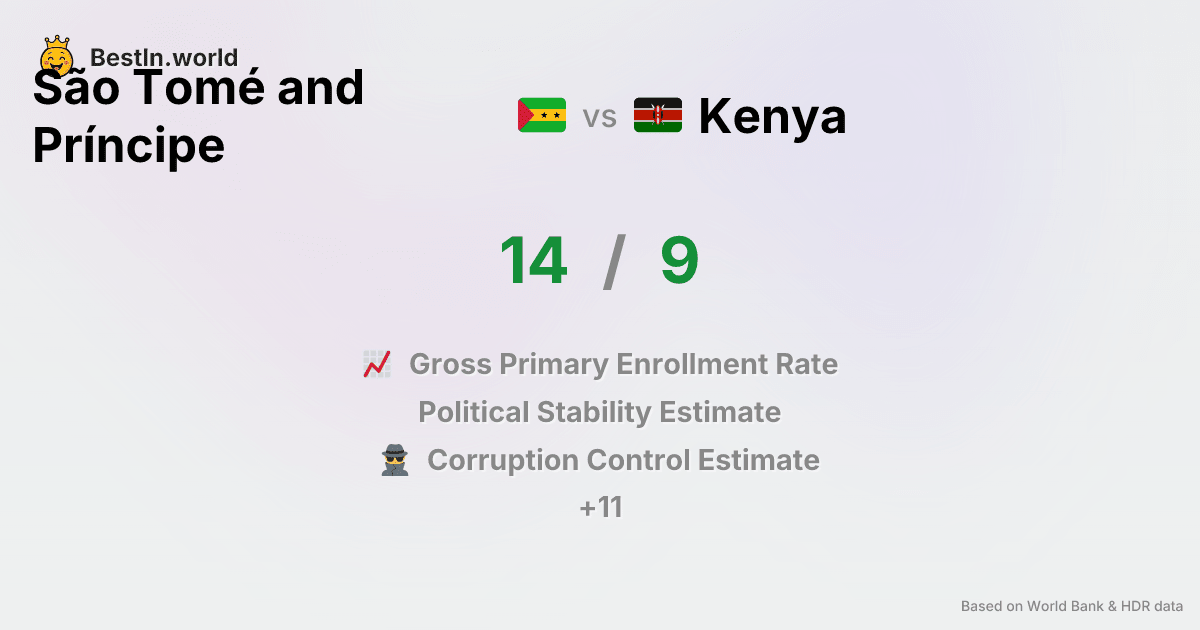 BestIn.world
São Tomé and
Príncipe
vs
Kenya
14 / 9
Gross Primary Enrollment Rate
Political Stability Estimate
Corruption Control Estimate
+11
Based on World Bank & HDR data